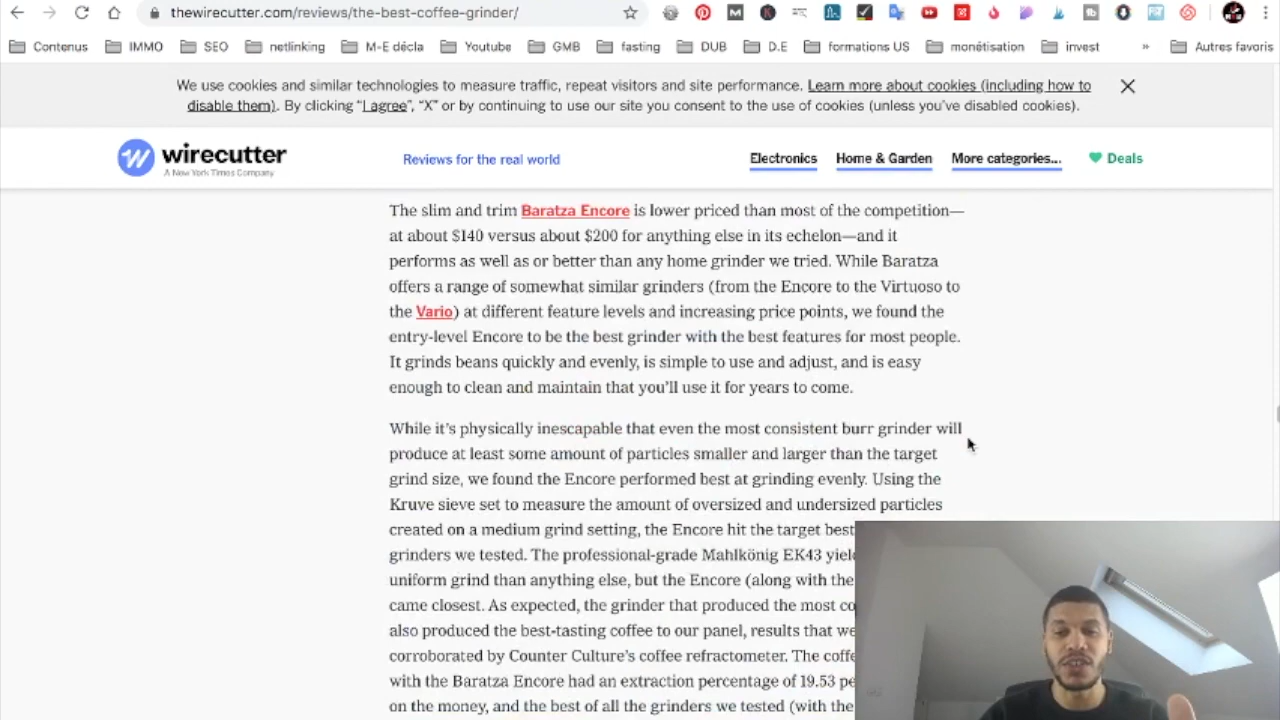 thewirecutter.com/reviews/the-best-coffee-grinder/
Contenus IMMO SEO netlinking M-E décla Youtube GMB fasting DUB D.E formations US monétisation invest » Autres favoris
We use cookies and similar technologies to measure traffic, repeat visitors and site performance. Learn more about cookies (including how to
disable them). By clicking “I agree”, “X” or by continuing to use our site you consent to the use of cookies (unless you’ve disabled cookies).
wirecutter
A New York Times Company
Reviews for the real world
Electronics Home & Garden More categories... Deals
The slim and trim Baratza Encore is lower priced than most of the competition—
at about $140 versus about $200 for anything else in its echelon—and it
performs as well as or better than any home grinder we tried. While Baratza
offers a range of somewhat similar grinders (from the Encore to the Virtuoso to
the Vario) at different feature levels and increasing price points, we found the
entry-level Encore to be the best grinder with the best features for most people.
It grinds beans quickly and evenly, is simple to use and adjust, and is easy
enough to clean and maintain that you’ll use it for years to come.
While it’s physically inescapable that even the most consistent burr grinder will
produce at least some amount of particles smaller and larger than the target
grind size, we found the Encore performed best at grinding evenly. Using the
Kruve sieve set to measure the amount of oversized and undersized particles
created on a medium grind setting, the Encore hit the target best
grinders we tested. The professional-grade Mahlkönig EK43 yiel
uniform grind than anything else, but the Encore (along with the
came closest. As expected, the grinder that produced the most co
also produced the best-tasting coffee to our panel, results that we
corroborated by Counter Culture’s coffee refractometer. The coffe
with the Baratza Encore had an extraction percentage of 19.53 pe
on the money, and the best of all the grinders we tested (with the